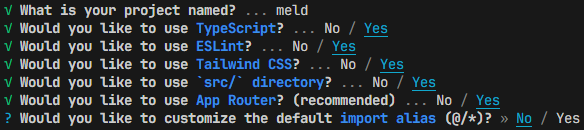 √ What is your project named? ... meld
√ Would you like to use TypeScript? ... No / Yes
√ Would you like to use ESLint? ... No / Yes
√ Would you like to use Tailwind CSS? ... No / Yes
√ Would you like to use `src/` directory? ... No / Yes
√ Would you like to use App Router? (recommended) ... No / Yes
? Would you like to customize the default import alias (@/*)? » No / Yes